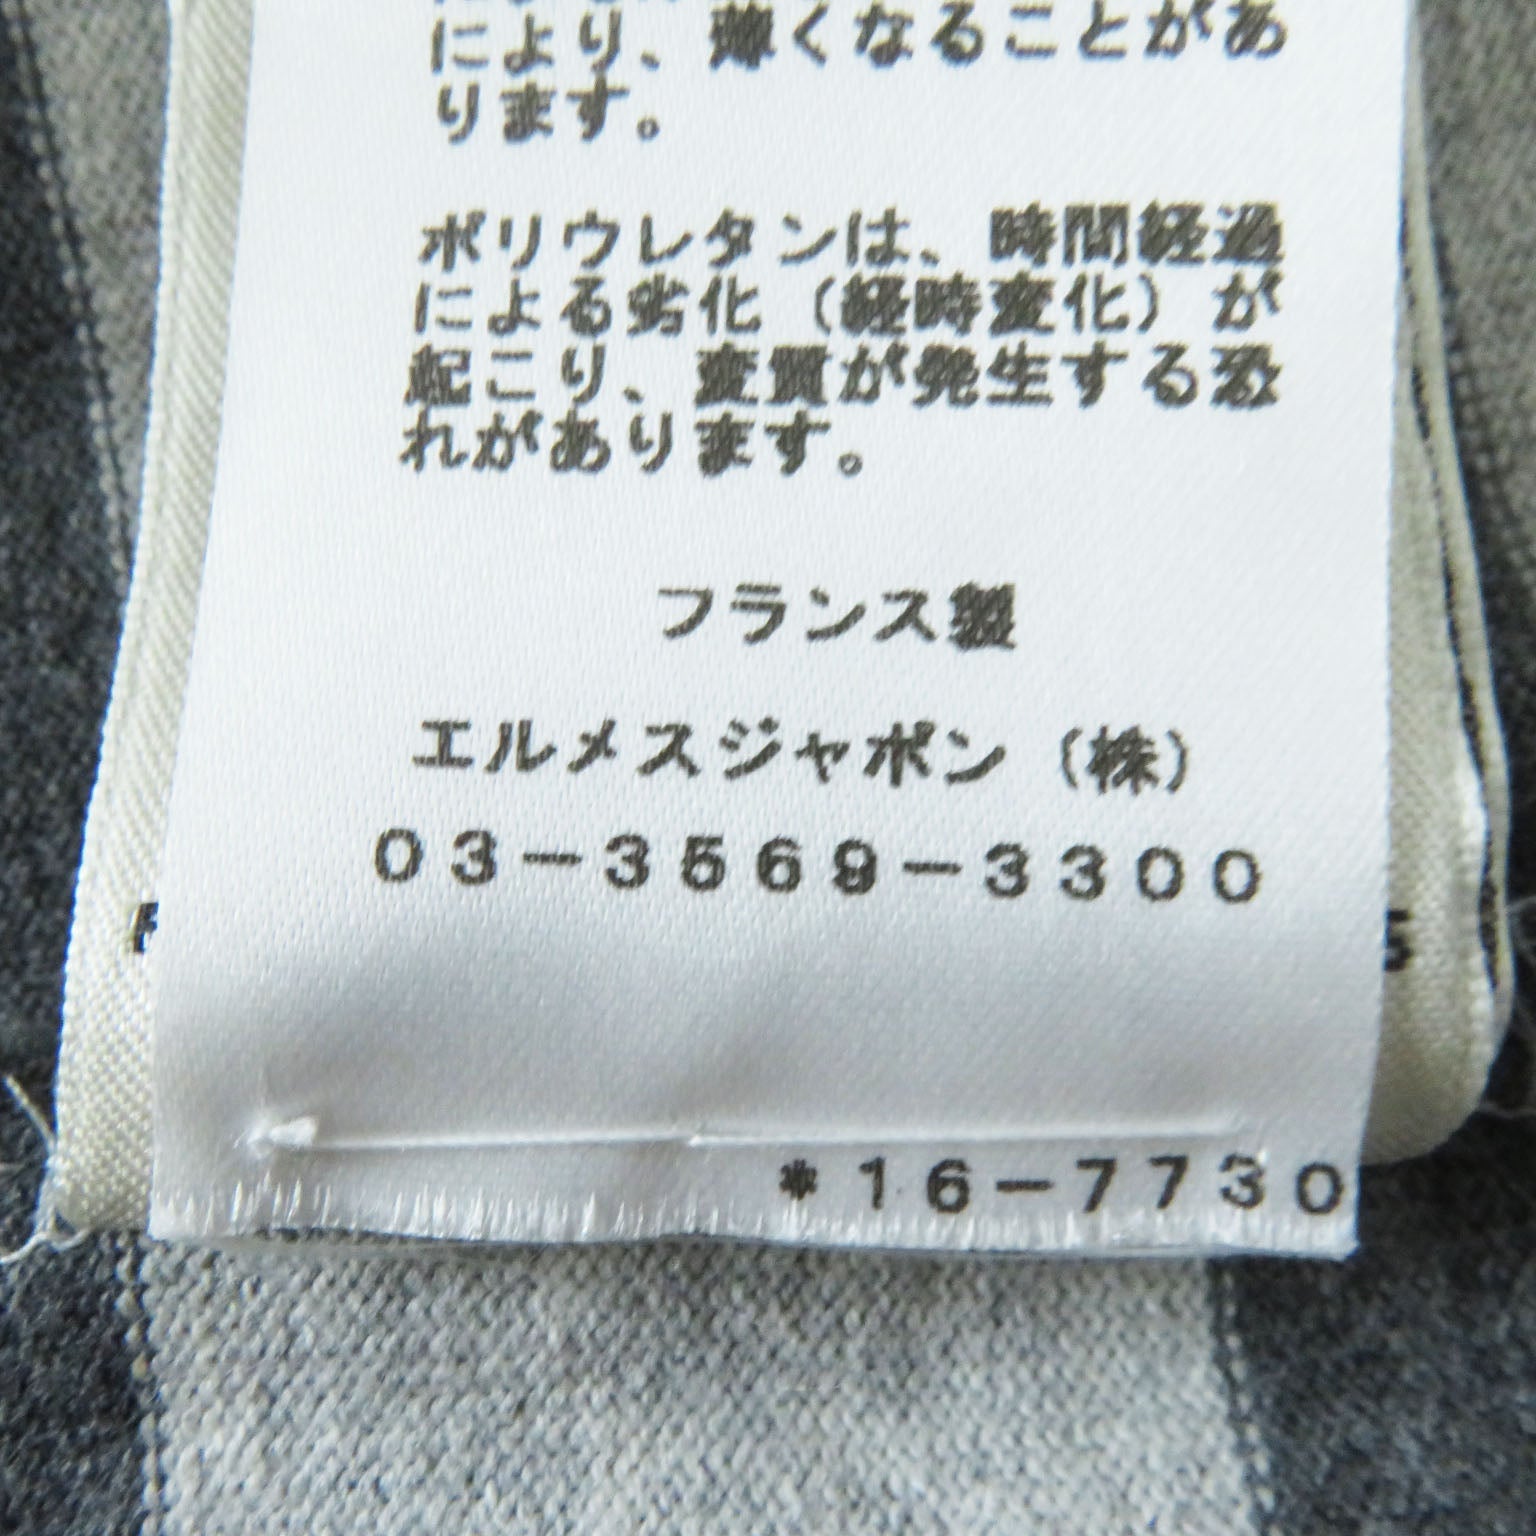 により、薄くなることがあ
ります。
ポリウレタンは、時間経過
による劣化（経時変化）が
起こり、変質が発生する恐
れがあります。
フランス製
エルメスジャポン（株）
03-3569-3300
*16-7730